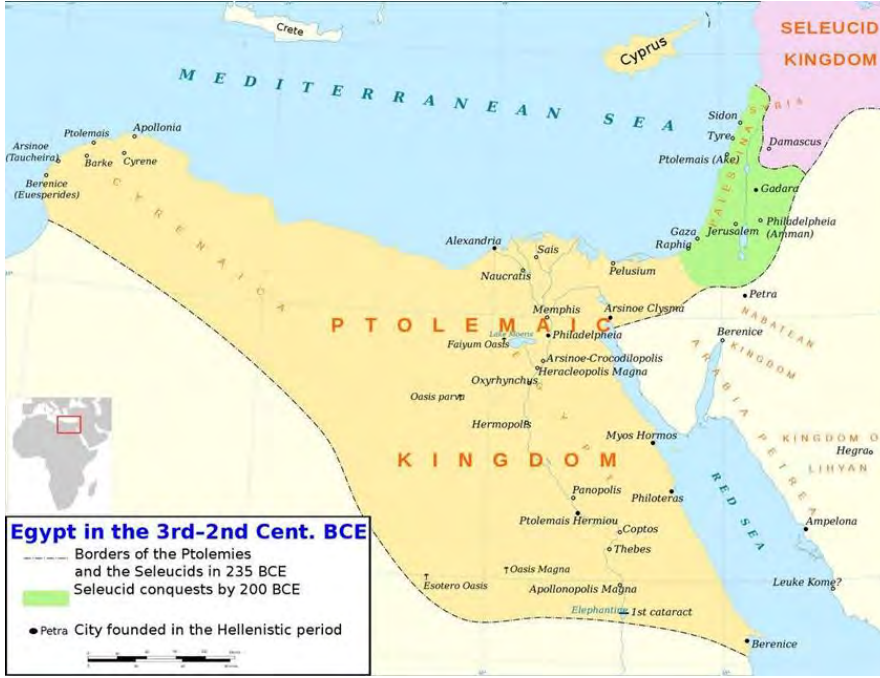 Crete
Cyprus
SELEUCID
KINGDOM
MEDITERRANEAN SEA
Sidon
Tyre
Damascus
Ptolemais (Ake)
Gadara
Philadelpheia
(Amman)
Jerusalem
Gaza
Raphia
Ptolemais
Apollonia
Arsinoe
(Taucheira)
Barke
Cyrene
Berenice
(Euesperides)
CYRENAICA
Alexandria
Sais
Naucratis
Pelusium
Petra
NABATEAN
KINGDOM
Memphis
Arsinoe Clysma
PTOLEMAIC
Lake Moeris
Philadelpheia
Berenice
Faiyum Oasis
Arsinoe-Crocodilopolis
Heracleopolis Magna
Oxyrhynchus
Oasis parva
ARABIA PETREA
Hermopolis
Myos Hormos
KINGDOM O
Hegra
LIHYAN
KINGDOM
Panopolis
Philoteras
RED SEA
Ptolemais Hermiou
Ampelona
Coptos
Thebes
Esotero Oasis
Oasis Magna
Apollonopolis Magna
Leuke Kome?
Elephantine
1st cataract
Berenice
Egypt in the 3rd–2nd Cent. BCE
Borders of the Ptolemies
and the Seleucids in 235 BCE
Seleucid conquests by 200 BCE
Petra City founded in the Hellenistic period